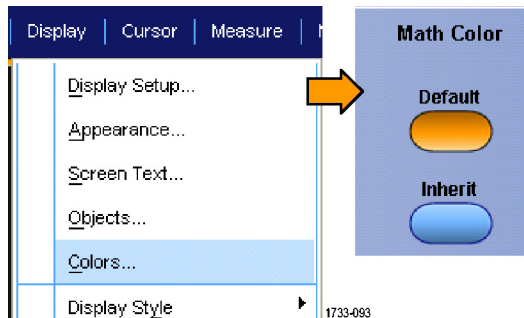 Display Cursor Measure
Display Setup...
Appearance...
Screen Text...
Objects...
Colors...
Display Style
1733-093
Math Color
Default
Inherit